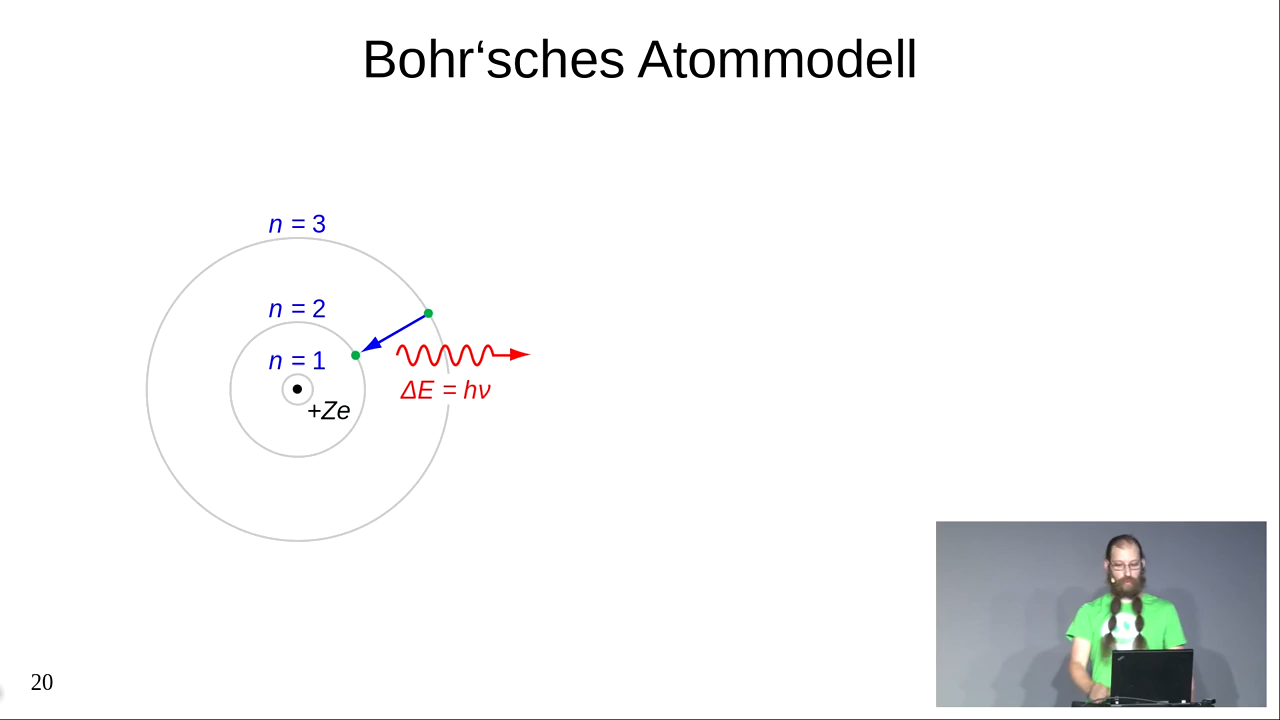 Bohr‘sches Atommodell
n = 3
n = 2
n = 1
+Ze
ΔE = hν
20